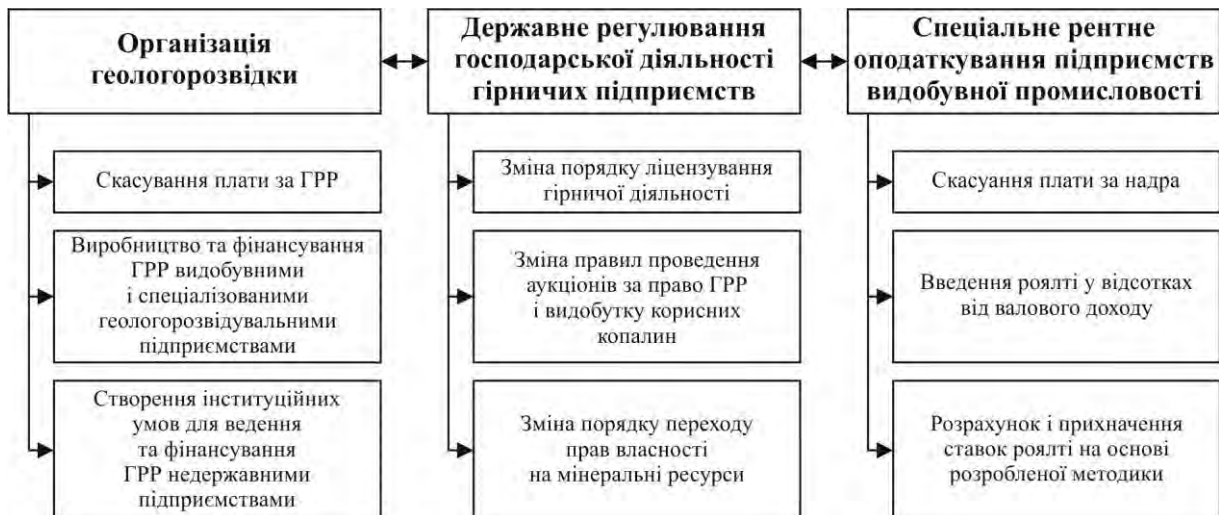 Організація
геологорозвідки
Державне регулювання
господарської діяльності
гірничих підприємств
Спеціальне рентне
оподаткування підприємств
видобувної промисловості
Скасування плати за ГРР
Виробництво та фінансування
ГРР видобувними
і спеціалізованими
геологорозвідувальними
підприємствами
Створення інституційних
умов для ведення
та фінансування
ГРР недержавними
підприємствами
Зміна порядку ліцензування
гірничої діяльності
Зміна правил проведення
аукціонів за право ГРР
і видобутку корисних
копалин
Зміна порядку переходу
прав власності
на мінеральні ресурси
Скасуання плати за надра
Введення роялті у відсотках
від валового доходу
Розрахунок і прихначення
ставок роялті на основі
розробленої методики